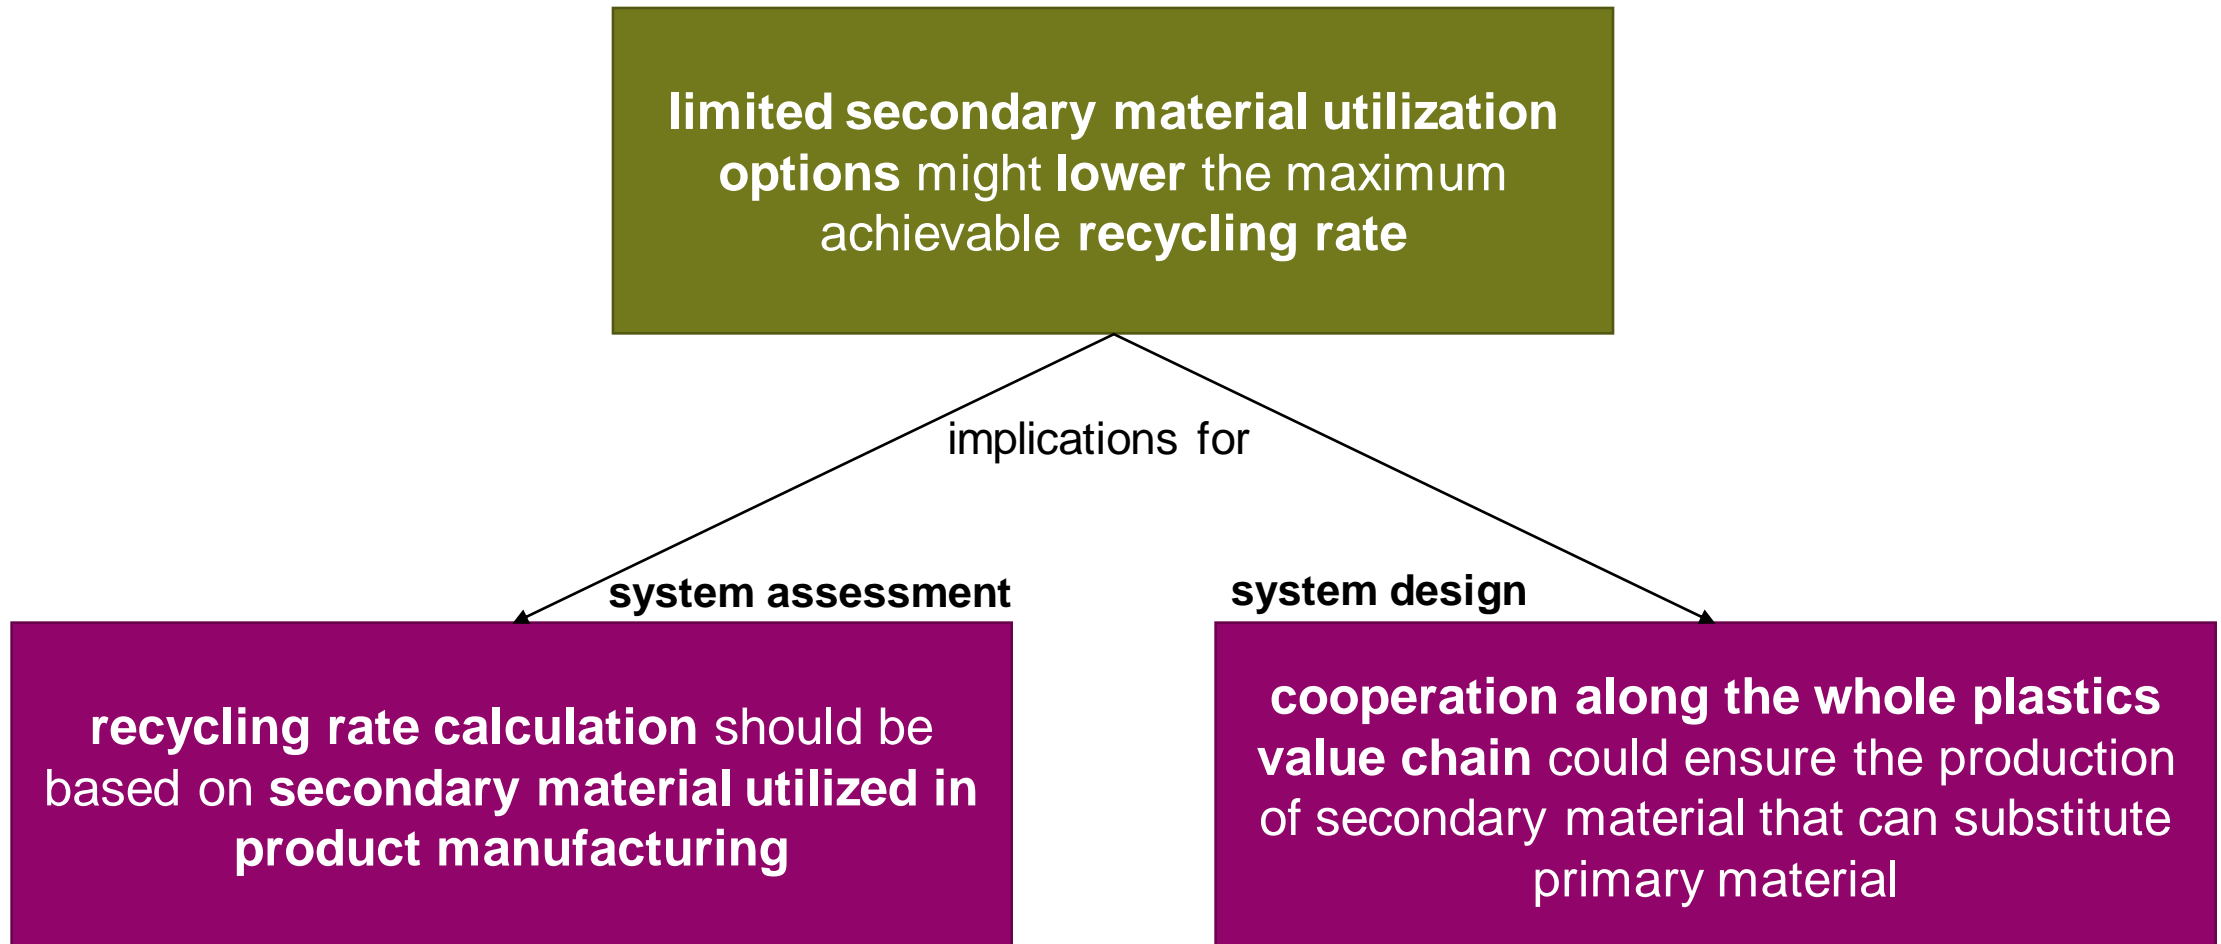 limited secondary material utilization
options might lower the maximum
achievable recycling rate
implications for
system assessment
system design
recycling rate calculation should be
based on secondary material utilized in
product manufacturing
cooperation along the whole plastics
value chain could ensure the production
of secondary material that can substitute
primary material